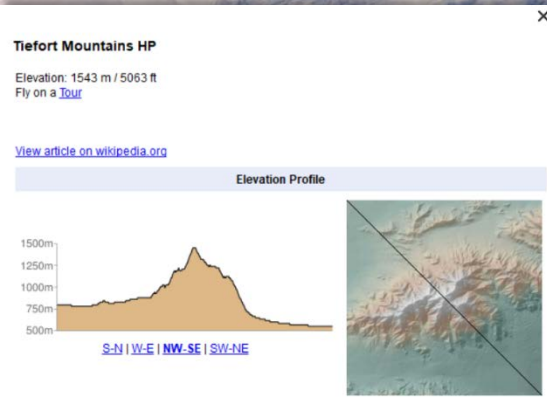 ×
Tiefort Mountains HP
Elevation: 1543 m / 5063 ft
Fly on a Tour
View article on wikipedia.org
Elevation Profile
1500m
1250m
1000m
750m
500m
S-N | W-E | NW-SE | SW-NE